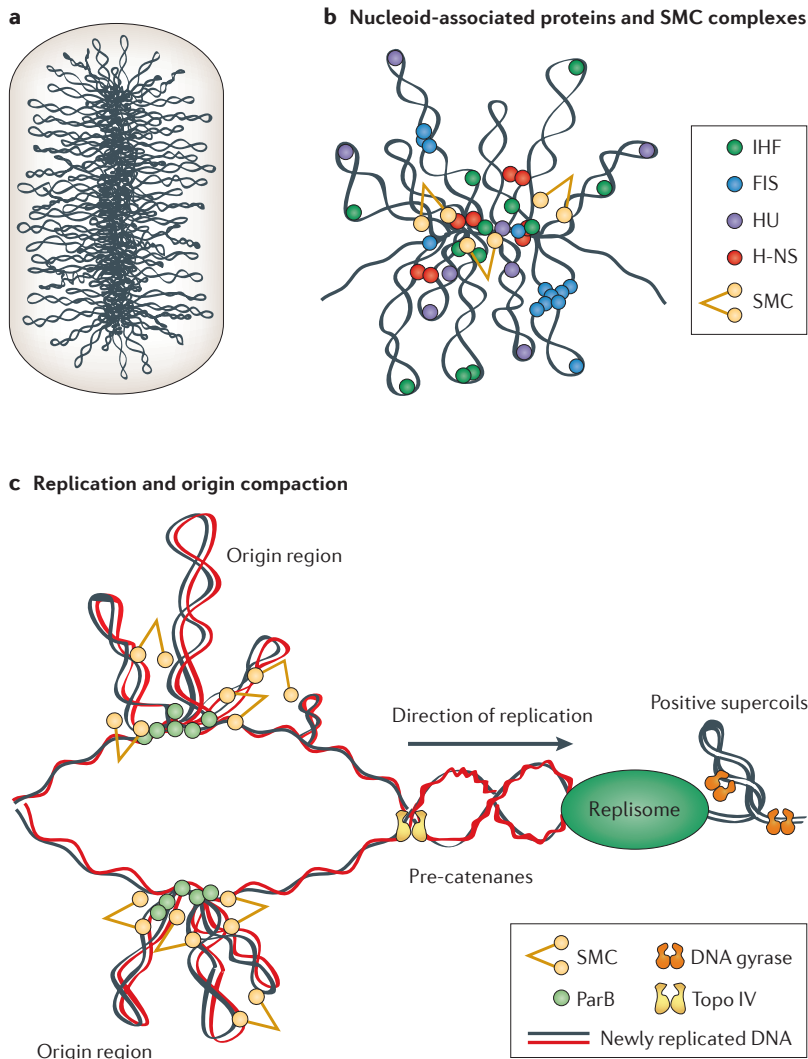 a
b Nucleoid-associated proteins and SMC complexes
IHF
FIS
HU
H-NS
SMC
c Replication and origin compaction
Origin region
Direction of replication
Positive supercoils
Replisome
Pre-catenanes
Origin region
SMC
DNA gyrase
ParB
Topo IV
Newly replicated DNA